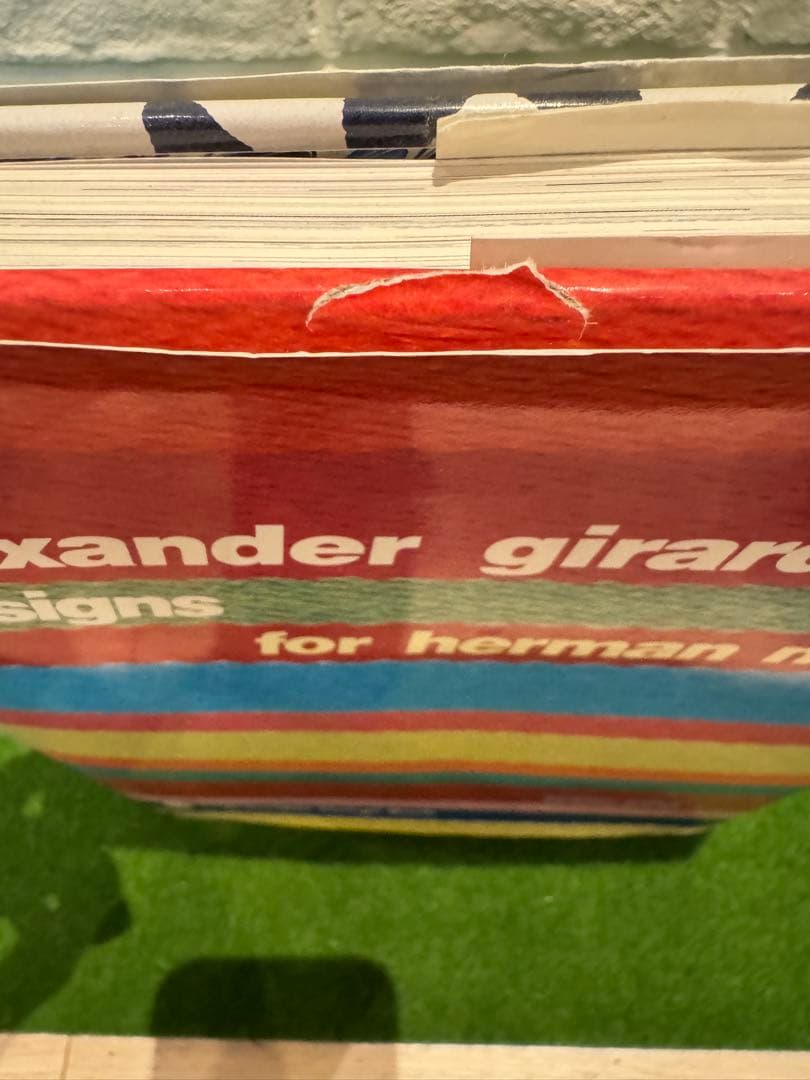 xander girard
signs
for herman m